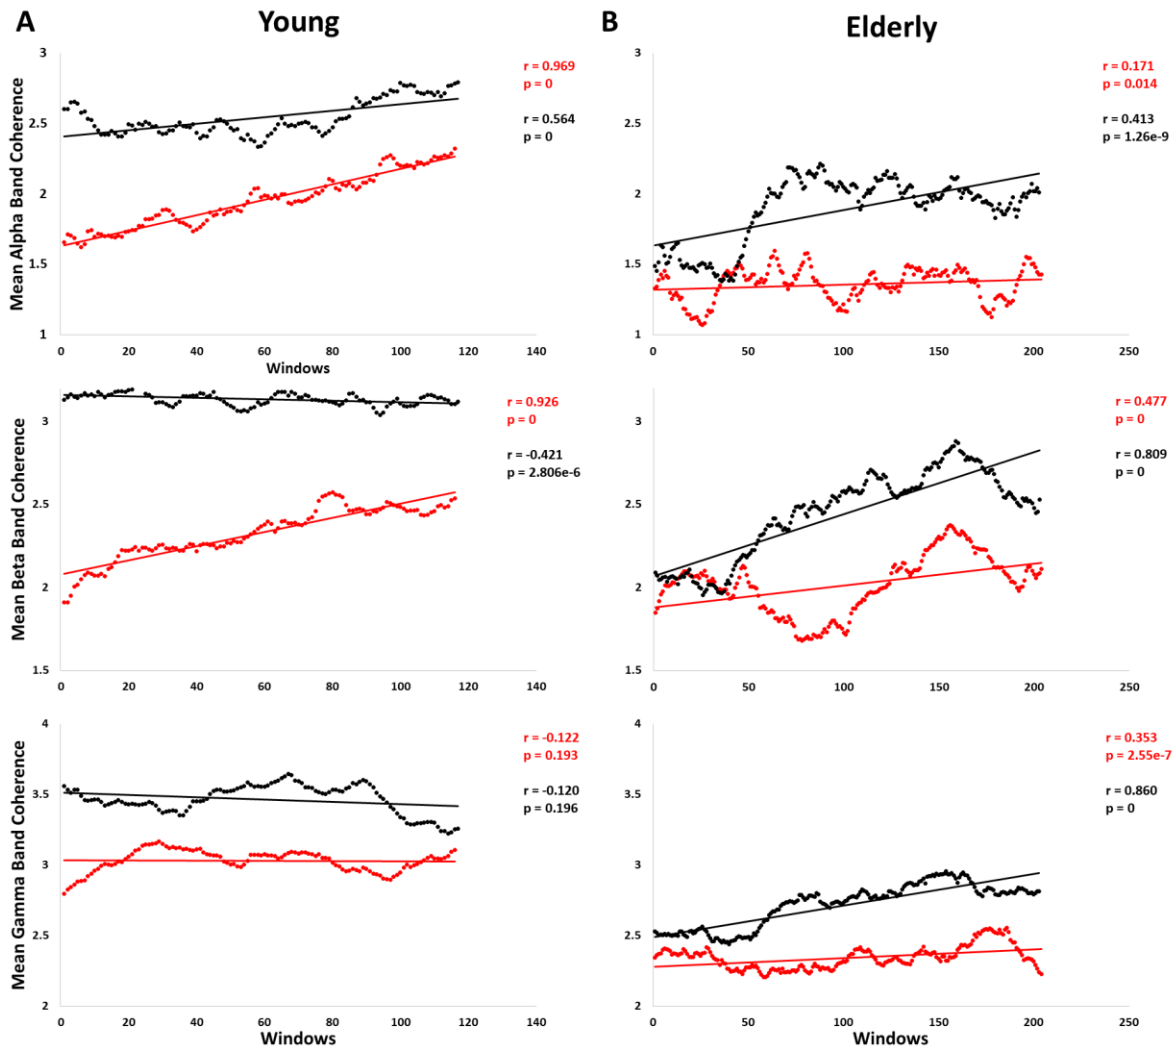 A
Young
B
Elderly
Mean Alpha Band Coherence
3
2.5
2
1.5
1
0
20
40
60
80
100
120
140
Windows
r = 0.969
p = 0
r = 0.564
p = 0
3
2.5
2
1.5
1
0
50
100
150
200
250
r = 0.171
p = 0.014
r = 0.413
p = 1.26e-9
Mean Beta Band Coherence
3
2.5
2
1.5
0
20
40
60
80
100
120
140
r = 0.926
p = 0
r = -0.421
p = 2.806e-6
3
2.5
2
1.5
0
50
100
150
200
250
r = 0.477
p = 0
r = 0.809
p = 0
Mean Gamma Band Coherence
4
3.5
3
2.5
2
0
20
40
60
80
100
120
140
Windows
r = -0.122
p = 0.193
r = -0.120
p = 0.196
4
3.5
3
2.5
2
0
50
100
150
200
250
Windows
r = 0.353
p = 2.55e-7
r = 0.860
p = 0